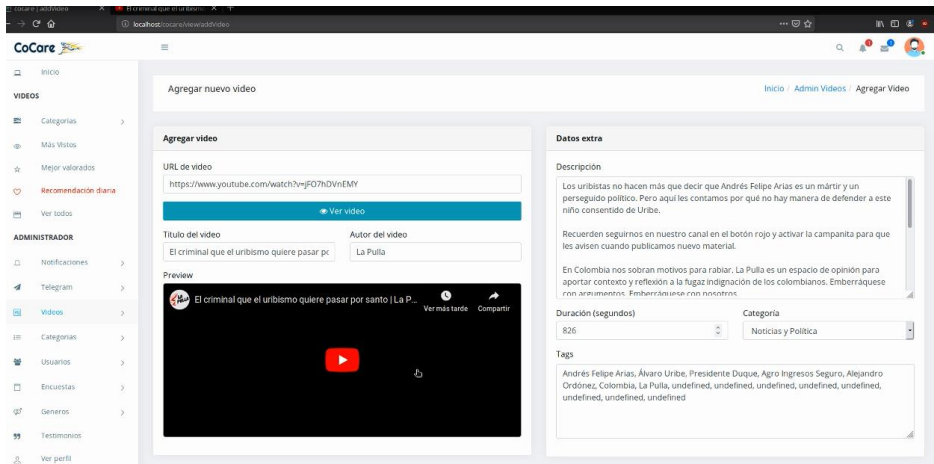 cocare | addVideo
El criminal que el uribismo
localhost/cocare/view/addVideo
CoCare
Inicio
VIDEOS
Categorias
Más Vistos
Mejor valorados
Recomendación diaria
Ver todos
ADMINISTRADOR
Notificaciones
Telegram
Videos
Categorias
Usuarios
Encuestas
Generos
Testimonios
Ver perfil
Agregar nuevo video
Inicio / Admin Videos / Agregar Video
Agregar video
URL de video
https://www.youtube.com/watch?v=jFO7hDVnEMY
Ver video
Titulo del video
Autor del video
El criminal que el uribismo quiere pasar pc
La Pulla
Preview
El criminal que el uribismo quiere pasar por santo | La P...
Ver más tarde
Compartir
Datos extra
Descripción
Los uribistas no hacen más que decir que Andrés Felipe Arias es un mártir y un
perseguido político. Pero aquí les contamos por qué no hay manera de defender a este
niño consentido de Uribe.
Recuerden seguirnos en nuestro canal en el botón rojo y activar la campanita para que
les avisen cuando publicamos nuevo material.
En Colombia nos sobran motivos para rabiar. La Pulla es un espacio de opinión para
aportar contexto y reflexión a la fugaz indignación de los colombianos. Emberráquese
con argumentos. Emberráquese con nosotros.
Duración (segundos)
Categoría
826
Noticias y Política
Tags
Andrés Felipe Arias, Álvaro Uribe, Presidente Duque, Agro Ingresos Seguro, Alejandro
Ordónez, Colombia, La Pulla, undefined, undefined, undefined, undefined, undefined,
undefined, undefined, undefined